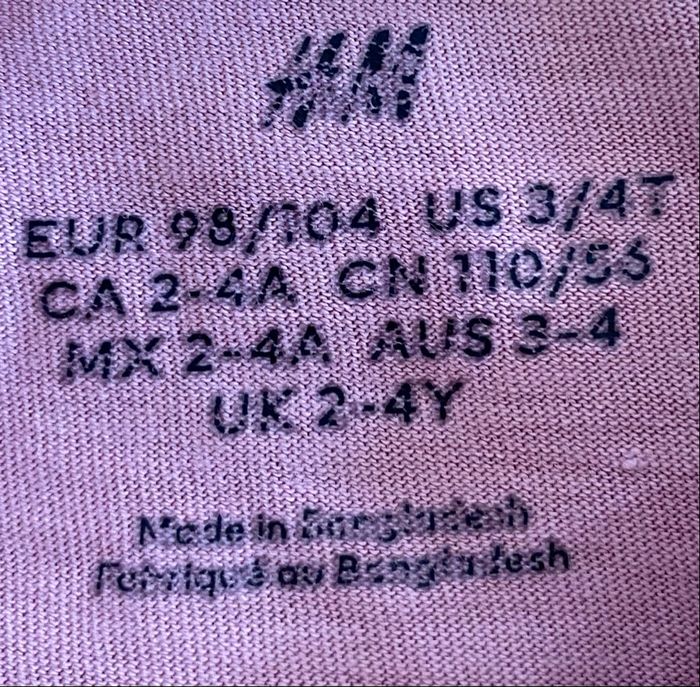 H&M
EUR 98/104 US 3/4T
CA 2-4A CN 110/56
MX 2-4A AUS 3-4
UK 2-4Y
Made in Bangladesh
Fabriqué au Bangladesh